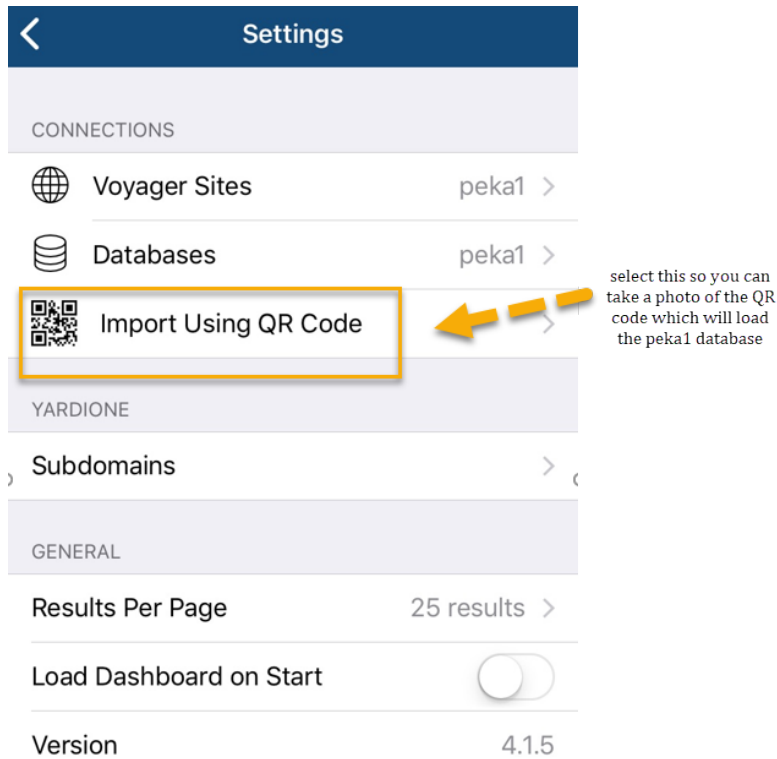 Settings
CONNECTIONS
Voyager Sites peka1
Databases peka1
Import Using QR Code
select this so you can
take a photo of the QR
code which will load
the peka1 database
YARDIONE
Subdomains
GENERAL
Results Per Page 25 results
Load Dashboard on Start
Version 4.1.5